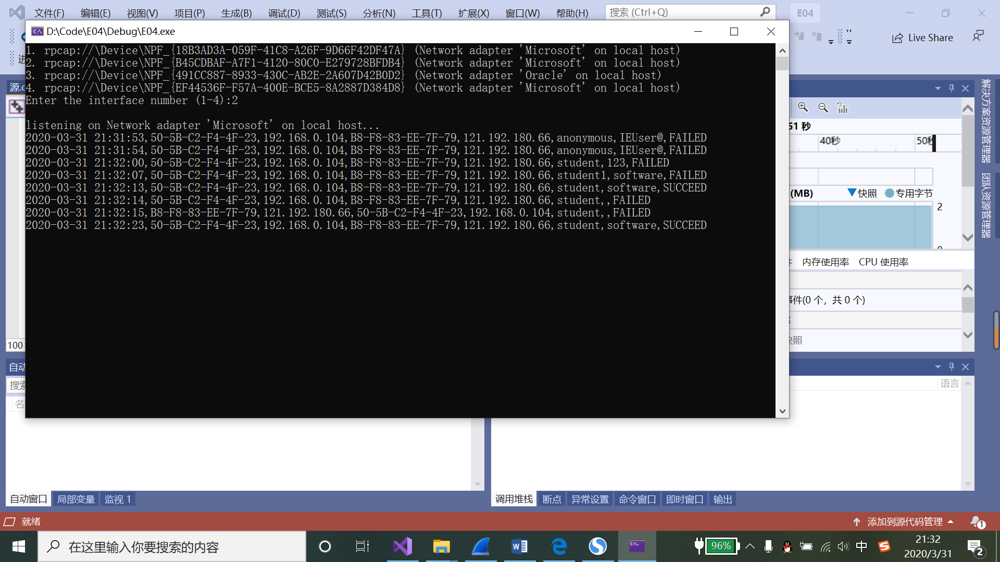 文件(F) 编辑(E) 视图(V) 项目(P) 生成(B) 调试(D) 测试(S) 分析(N) 工具(T) 扩展(X) 窗口(W) 帮助(H) 搜索 (Ctrl+Q) E04
D:\Code\E04\Debug\E04.exe
Live Share
1. rpcap://\Device\NPF_{18B3AD3A-059F-41C8-A26F-9D66F42DF47A} (Network adapter 'Microsoft' on local host)
2. rpcap://\Device\NPF_{B45CDBAF-A7F1-4120-80C0-E279728BFDB4} (Network adapter 'Microsoft' on local host)
3. rpcap://\Device\NPF_{491CC887-8933-430C-AB2E-2A607D42B0D2} (Network adapter 'Oracle' on local host)
4. rpcap://\Device\NPF_{EF44536F-F57A-400E-BCE5-8A2887D384D8} (Network adapter 'Microsoft' on local host)
Enter the interface number (1-4):2
listening on Network adapter 'Microsoft' on local host...
2020-03-31 21:31:53,50-5B-C2-F4-4F-23,192.168.0.104,B8-F8-83-EE-7F-79,121.192.180.66,anonymous,IEUser@,FAILED
2020-03-31 21:31:54,50-5B-C2-F4-4F-23,192.168.0.104,B8-F8-83-EE-7F-79,121.192.180.66,anonymous,IEUser@,FAILED
2020-03-31 21:32:00,50-5B-C2-F4-4F-23,192.168.0.104,B8-F8-83-EE-7F-79,121.192.180.66,student,123,FAILED
2020-03-31 21:32:07,50-5B-C2-F4-4F-23,192.168.0.104,B8-F8-83-EE-7F-79,121.192.180.66,student1,software,FAILED
2020-03-31 21:32:13,50-5B-C2-F4-4F-23,192.168.0.104,B8-F8-83-EE-7F-79,121.192.180.66,student,software,SUCCEED
2020-03-31 21:32:14,50-5B-C2-F4-4F-23,192.168.0.104,B8-F8-83-EE-7F-79,121.192.180.66,student,,FAILED
2020-03-31 21:32:15,B8-F8-83-EE-7F-79,121.192.180.66,50-5B-C2-F4-4F-23,192.168.0.104,student,,FAILED
2020-03-31 21:32:23,50-5B-C2-F4-4F-23,192.168.0.104,B8-F8-83-EE-7F-79,121.192.180.66,student,software,SUCCEED
进
源.c
51 秒
40秒 50秒
(MB) 快照 专用字节
2
0
内存使用率 CPU 使用率
事件(0 个，共 0 个)
快照
解决方案资源管理器
团队资源管理器
100
自动
搜索
语言
自动窗口 局部变量 监视 1
调用堆栈 断点 异常设置 命令窗口 即时窗口 输出
就绪 添加到源代码管理 1
在这里输入你要搜索的内容
96% 中
21:32
2020/3/31
2